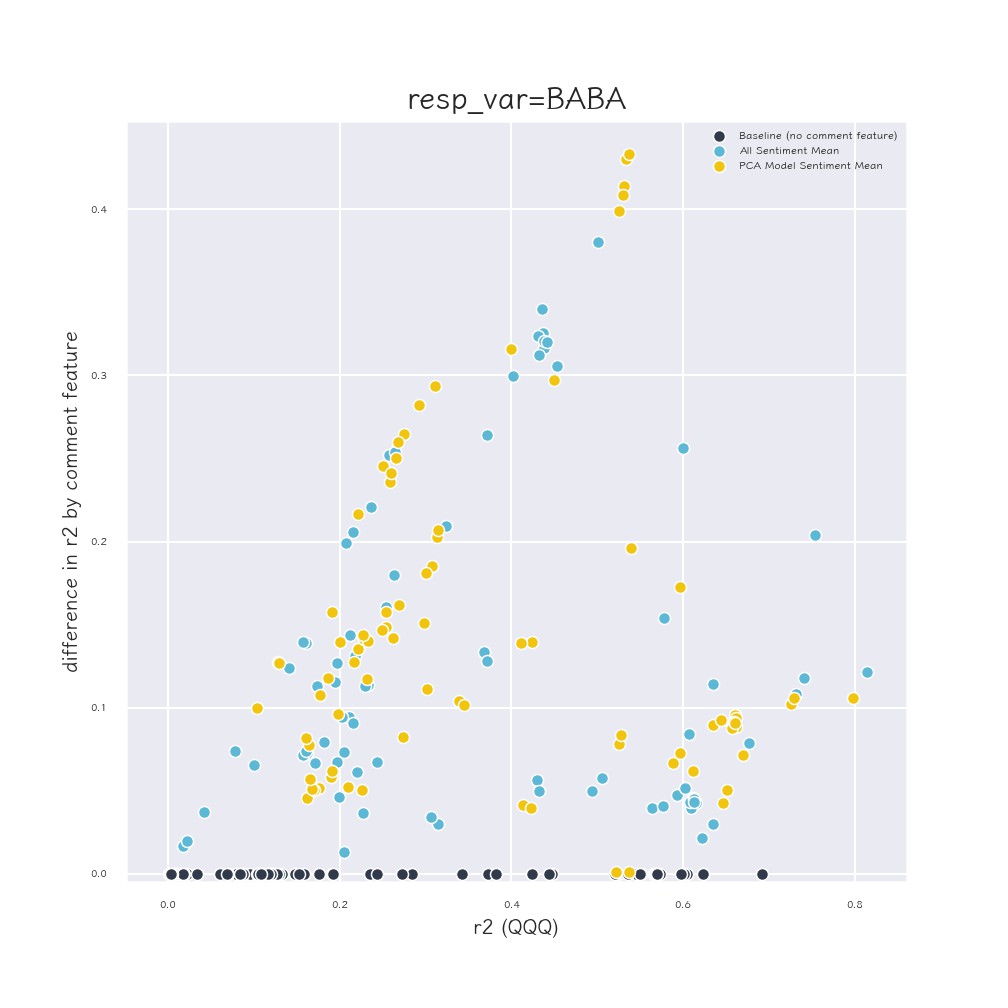 resp_var=BABA
Baseline (no comment feature)
All Sentiment Mean
PCA Model Sentiment Mean
difference in r2 by comment feature
0.4
0.3
0.2
0.1
0.0
0.0 0.2 0.4 0.6 0.8
r2 (QQQ)